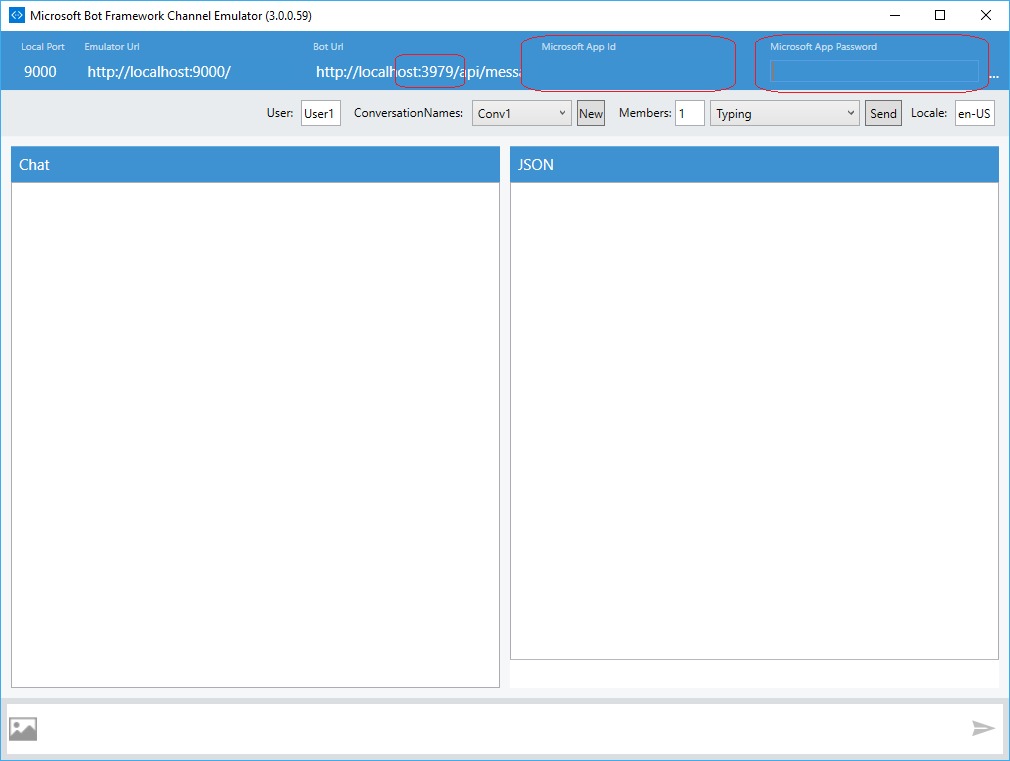 Microsoft Bot Framework Channel Emulator (3.0.0.59)
Local Port Emulator Url Bot Url Microsoft App Id Microsoft App Password
9000 http://localhost:9000/ http://localhost:3979/api/messa ...
User: User1 ConversationNames: Conv1 New Members: 1 Typing Send Locale: en-US
Chat JSON